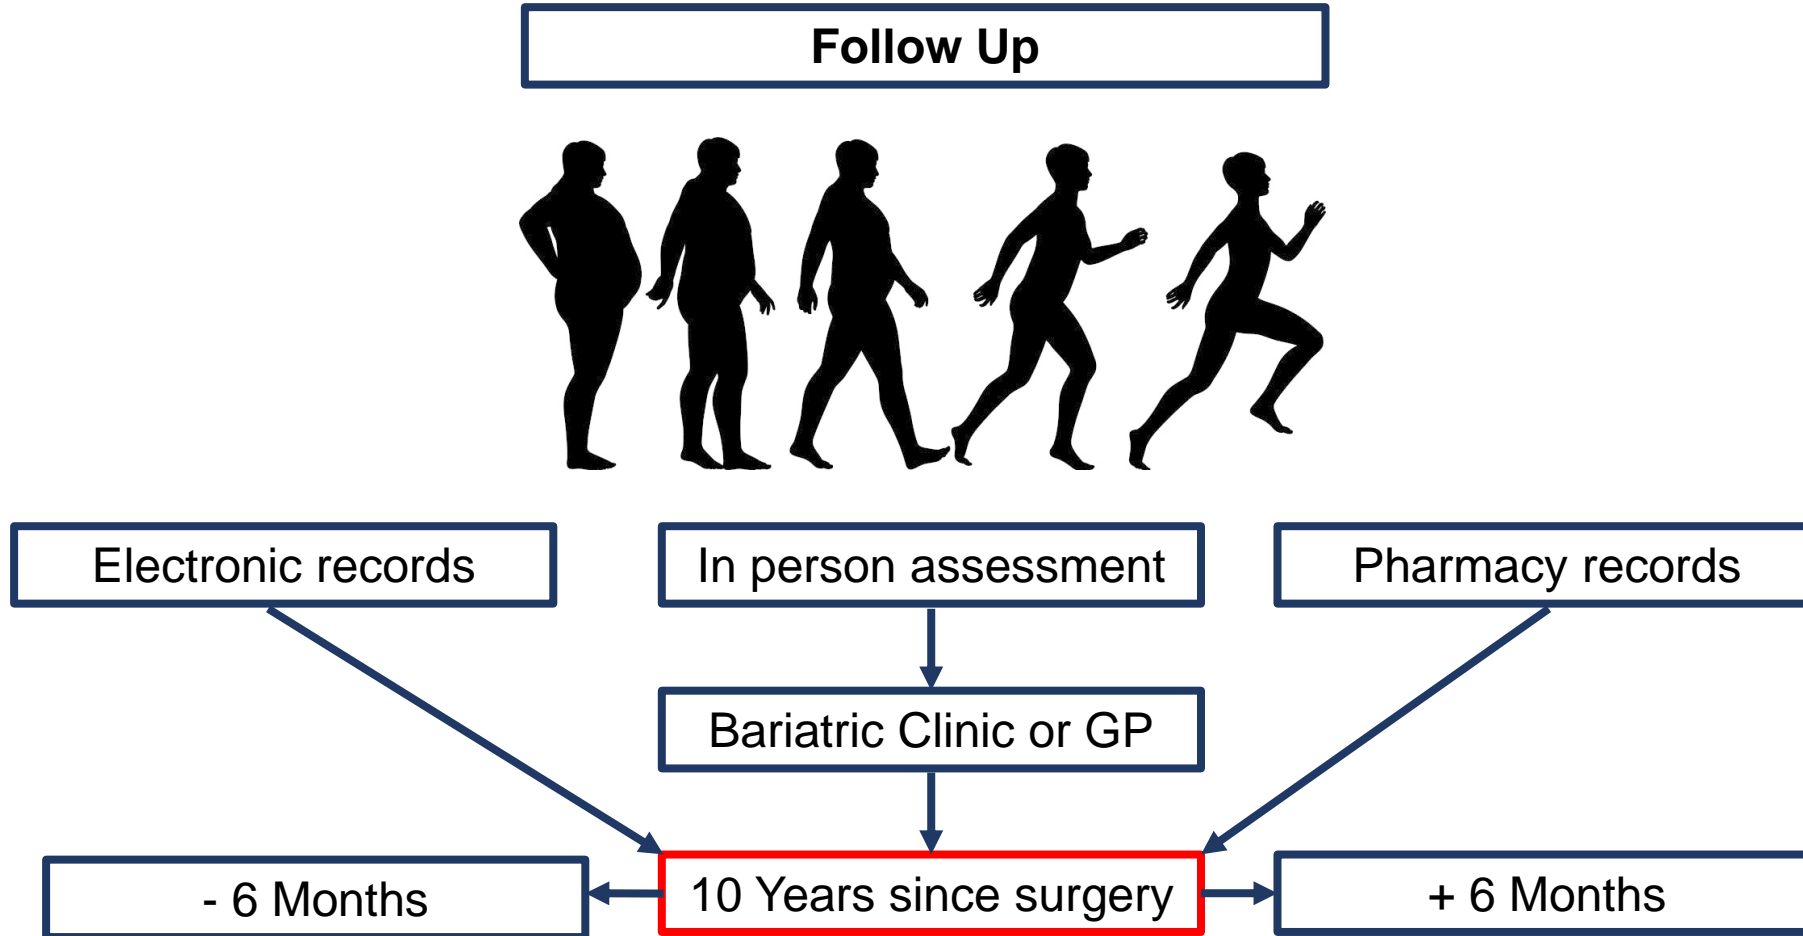 Follow Up
Electronic records
In person assessment
Pharmacy records
Bariatric Clinic or GP
- 6 Months
10 Years since surgery
+ 6 Months